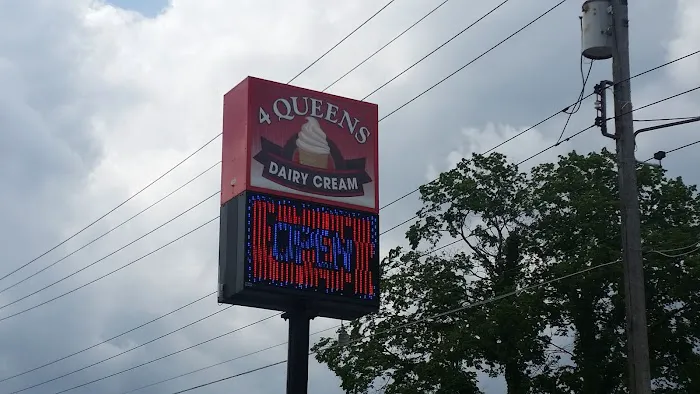 4 QUEENS
DAIRY CREAM
OPEN